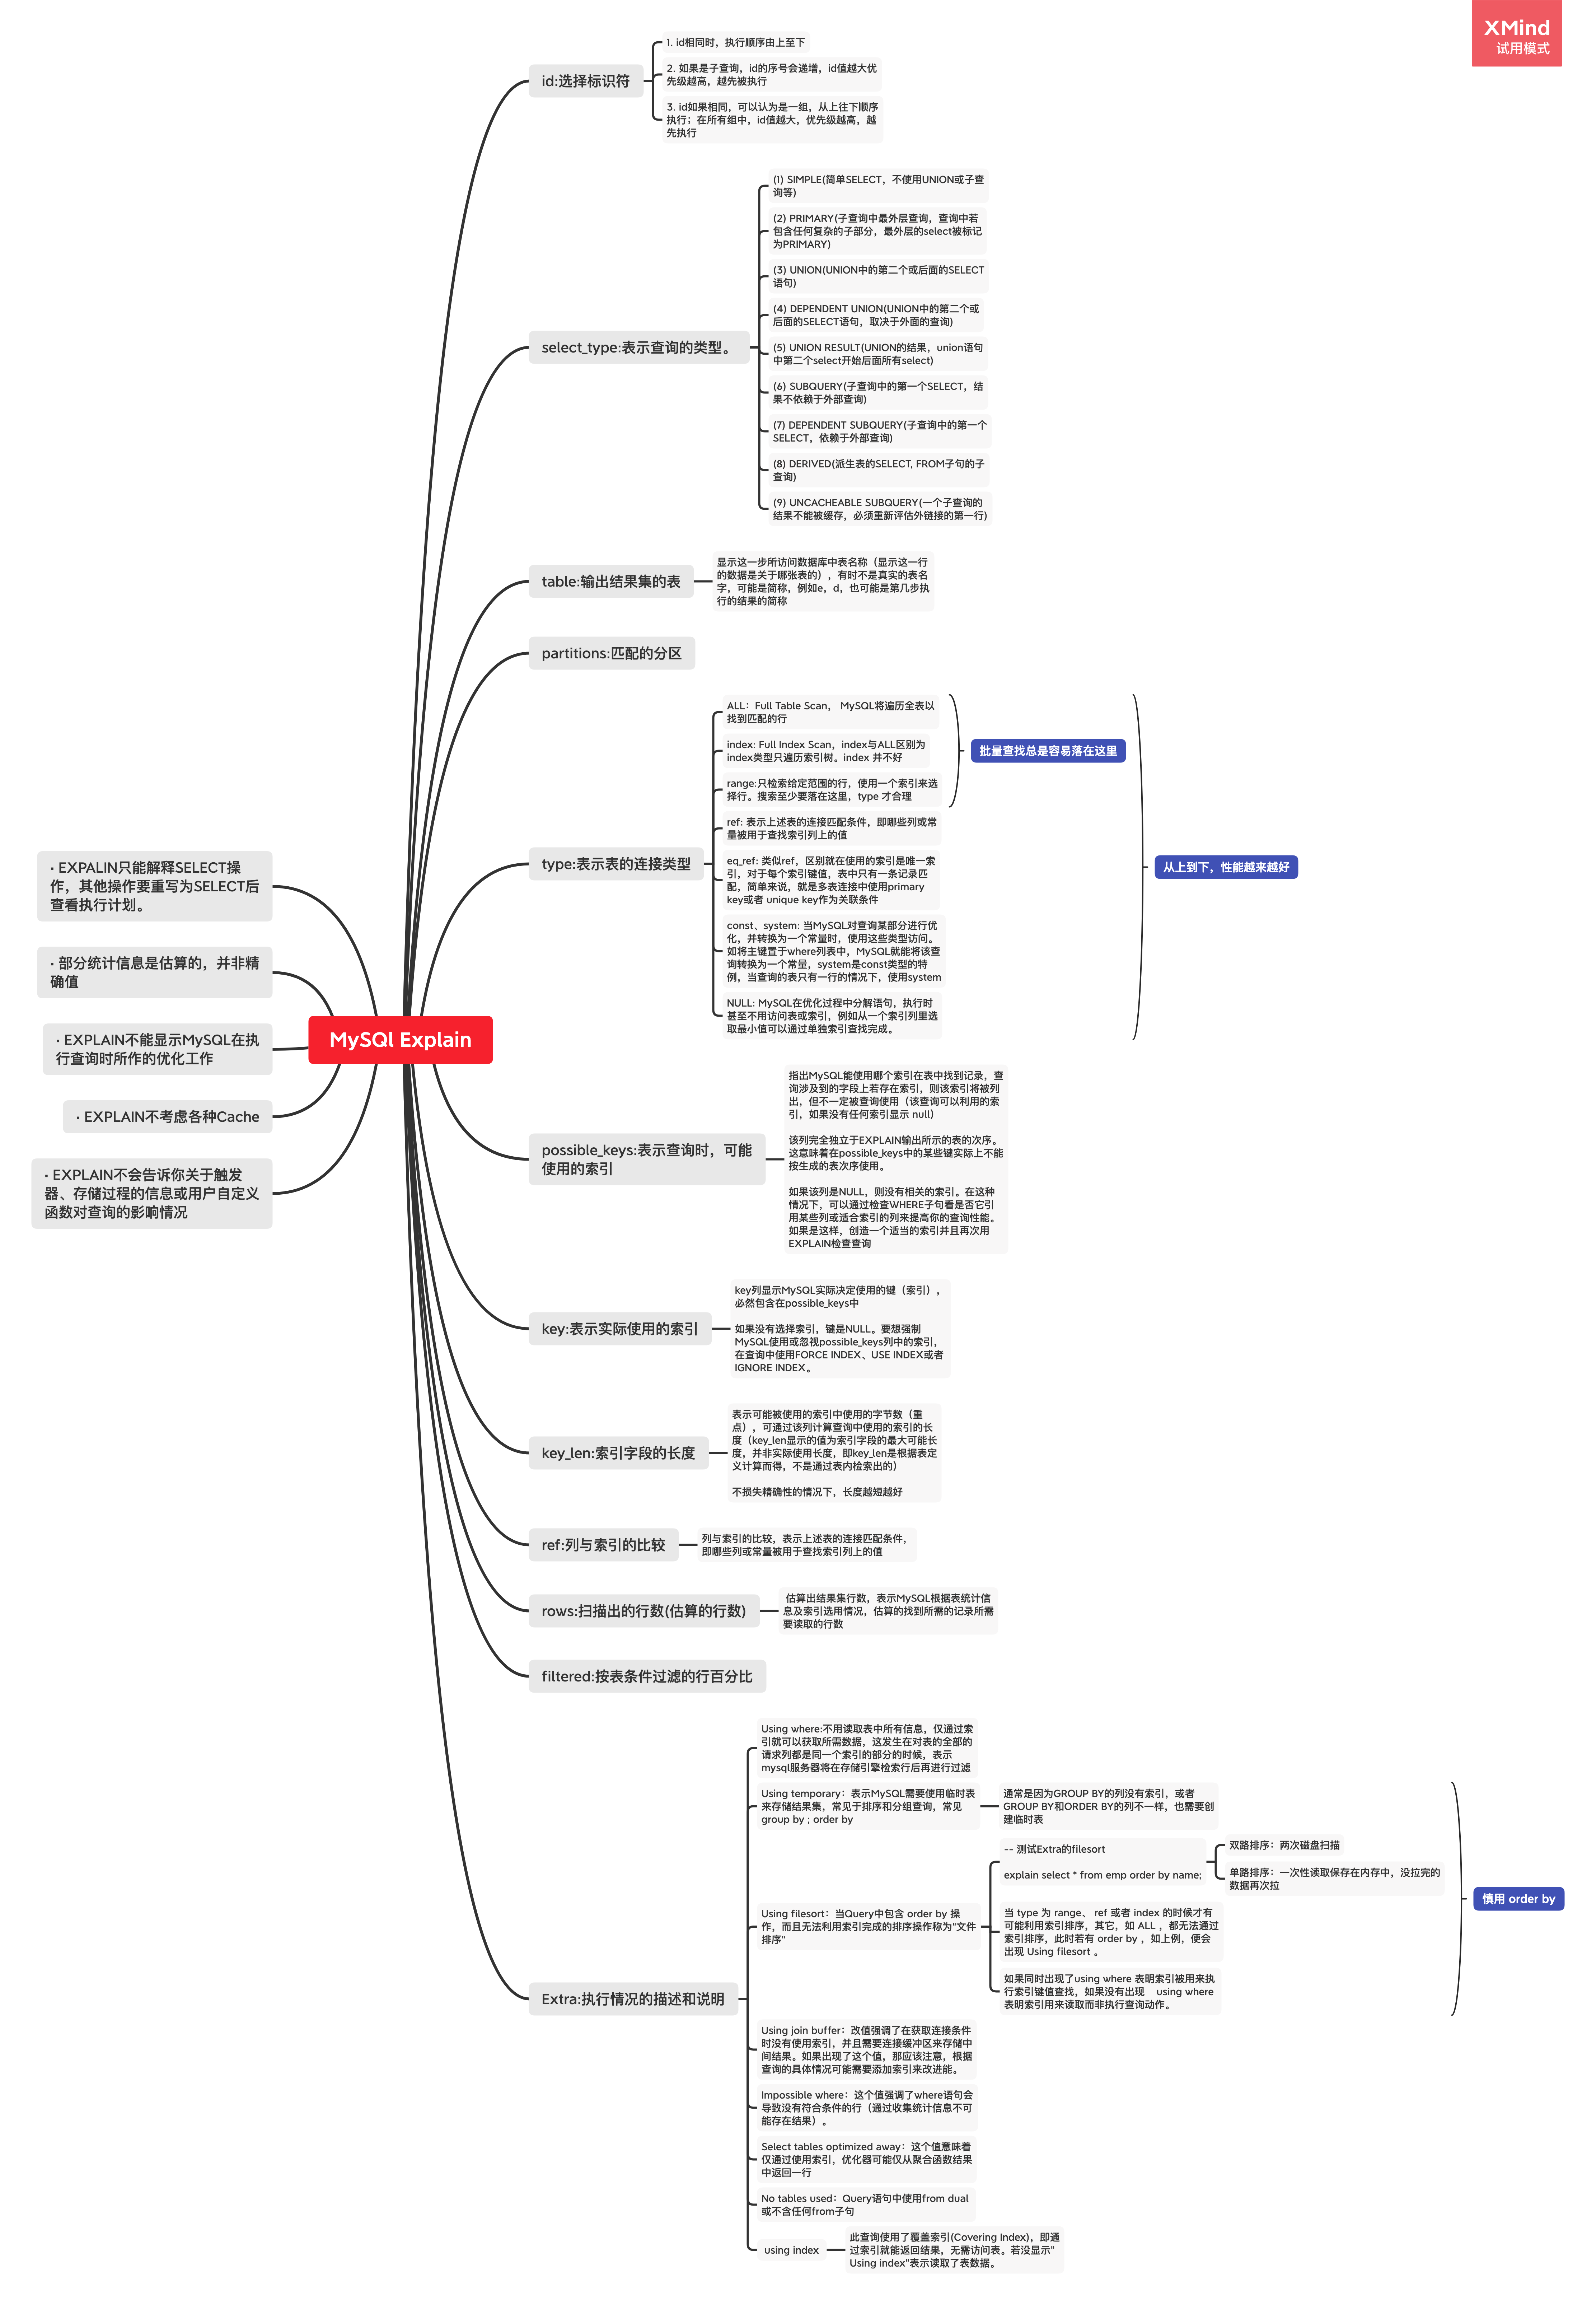 XMind
试用模式
MySQl Explain
· EXPALIN只能解释SELECT操
作，其他操作要重写为SELECT后
查看执行计划。
· 部分统计信息是估算的，并非精
确值
· EXPLAIN不能显示MySQL在执
行查询时所作的优化工作
· EXPLAIN不考虑各种Cache
· EXPLAIN不会告诉你关于触发
器、存储过程的信息或用户自定义
函数对查询的影响情况
id:选择标识符
1. id相同时，执行顺序由上至下
2. 如果是子查询，id的序号会递增，id值越大优
先级越高，越先被执行
3. id如果相同，可以认为是一组，从上往下顺序
执行；在所有组中，id值越大，优先级越高，越
先执行
select_type:表示查询的类型。
(1) SIMPLE(简单SELECT，不使用UNION或子查
询等)
(2) PRIMARY(子查询中最外层查询，查询中若
包含任何复杂的子部分，最外层的select被标记
为PRIMARY)
(3) UNION(UNION中的第二个或后面的SELECT
语句)
(4) DEPENDENT UNION(UNION中的第二个或
后面的SELECT语句，取决于外面的查询)
(5) UNION RESULT(UNION的结果，union语句
中第二个select开始后面所有select)
(6) SUBQUERY(子查询中的第一个SELECT，结
果不依赖于外部查询)
(7) DEPENDENT SUBQUERY(子查询中的第一个
SELECT，依赖于外部查询)
(8) DERIVED(派生表的SELECT, FROM子句的子
查询)
(9) UNCACHEABLE SUBQUERY(一个子查询的
结果不能被缓存，必须重新评估外链接的第一行)
table:输出结果集的表
显示这一步所访问数据库中表名称（显示这一行
的数据是关于哪张表的），有时不是真实的表名
字，可能是简称，例如e，d，也可能是第几步执
行的结果的简称
partitions:匹配的分区
type:表示表的连接类型
ALL：Full Table Scan， MySQL将遍历全表以
找到匹配的行
index: Full Index Scan，index与ALL区别为
index类型只遍历索引树。index 并不好
range:只检索给定范围的行，使用一个索引来选
择行。搜索至少要落在这里，type 才合理
批量查找总是容易落在这里
ref: 表示上述表的连接匹配条件，即哪些列或常
量被用于查找索引列上的值
eq_ref: 类似ref，区别就在使用的索引是唯一索
引，对于每个索引键值，表中只有一条记录匹
配，简单来说，就是多表连接中使用primary
key或者 unique key作为关联条件
const、system: 当MySQL对查询某部分进行优
化，并转换为一个常量时，使用这些类型访问。
如将主键置于where列表中，MySQL就能将该查
询转换为一个常量，system是const类型的特
例，当查询的表只有一行的情况下，使用system
NULL: MySQL在优化过程中分解语句，执行时
甚至不用访问表或索引，例如从一个索引列里选
取最小值可以通过单独索引查找完成。
从上到下，性能越来越好
possible_keys:表示查询时，可能
使用的索引
指出MySQL能使用哪个索引在表中找到记录，查
询涉及到的字段上若存在索引，则该索引将被列
出，但不一定被查询使用（该查询可以利用的索
引，如果没有任何索引显示 null）
该列完全独立于EXPLAIN输出所示的表的次序。
这意味着在possible_keys中的某些键实际上不能
按生成的表次序使用。
如果该列是NULL，则没有相关的索引。在这种
情况下，可以通过检查WHERE子句看是否它引
用某些列或适合索引的列来提高你的查询性能。
如果是这样，创造一个适当的索引并且再次用
EXPLAIN检查查询
key:表示实际使用的索引
key列显示MySQL实际决定使用的键（索引），
必然包含在possible_keys中
如果没有选择索引，键是NULL。要想强制
MySQL使用或忽视possible_keys列中的索引，
在查询中使用FORCE INDEX、USE INDEX或者
IGNORE INDEX。
key_len:索引字段的长度
表示可能被使用的索引中使用的字节数（重
点），可通过该列计算查询中使用的索引的长
度（key_len显示的值为索引字段的最大可能长
度，并非实际使用长度，即key_len是根据表定
义计算而得，不是通过表内检索出的）
不损失精确性的情况下，长度越短越好
ref:列与索引的比较
列与索引的比较，表示上述表的连接匹配条件，
即哪些列或常量被用于查找索引列上的值
rows:扫描出的行数(估算的行数)
估算出结果集行数，表示MySQL根据表统计信
息及索引选用情况，估算的找到所需的记录所需
要读取的行数
filtered:按表条件过滤的行百分比
Extra:执行情况的描述和说明
Using where:不用读取表中所有信息，仅通过索
引就可以获取所需数据，这发生在对表的全部的
请求列都是同一个索引的部分的时候，表示
mysql服务器将在存储引擎检索行后再进行过滤
Using temporary：表示MySQL需要使用临时表
来存储结果集，常见于排序和分组查询，常见
group by ; order by
通常是因为GROUP BY的列没有索引，或者
GROUP BY和ORDER BY的列不一样，也需要创
建临时表
Using filesort：当Query中包含 order by 操
作，而且无法利用索引完成的排序操作称为“文件
排序”
-- 测试Extra的filesort
explain select * from emp order by name;
双路排序：两次磁盘扫描
单路排序：一次性读取保存在内存中，没拉完的
数据再次拉
当 type 为 range、 ref 或者 index 的时候才有
可能利用索引排序，其它，如 ALL ，都无法通过
索引排序，此时若有 order by ，如上例，便会
出现 Using filesort 。
如果同时出现了using where 表明索引被用来执
行索引键值查找，如果没有出现 using where
表明索引用来读取而非执行查询动作。
慎用 order by
Using join buffer：改值强调了在获取连接条件
时没有使用索引，并且需要连接缓冲区来存储中
间结果。如果出现了这个值，那应该注意，根据
查询的具体情况可能需要添加索引来改进能。
Impossible where：这个值强调了where语句会
导致没有符合条件的行（通过收集统计信息不可
能存在结果）。
Select tables optimized away：这个值意味着
仅通过使用索引，优化器可能仅从聚合函数结果
中返回一行
No tables used：Query语句中使用from dual
或不含任何from子句
using index
此查询使用了覆盖索引(Covering Index)，即通
过索引就能返回结果，无需访问表。若没显示"
Using index"表示读取了表数据。